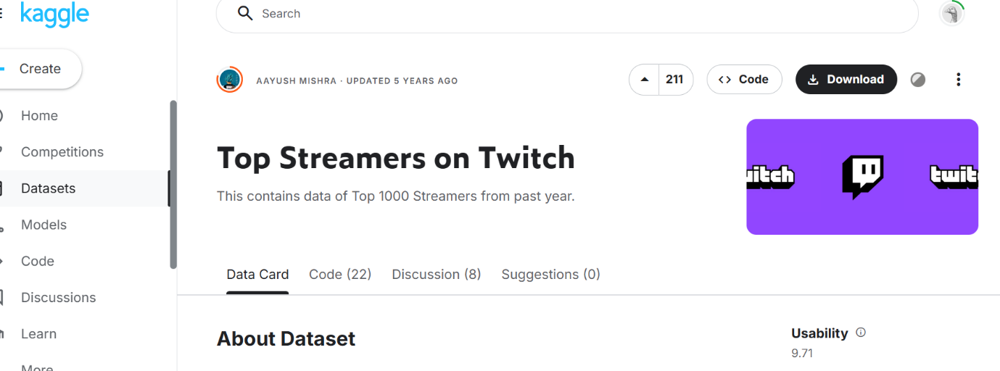 kaggle
Search
Create
AAYUSH MISHRA · UPDATED 5 YEARS AGO
211
Code
Download
Home
Competitions
Datasets
Models
Code
Discussions
Learn
More
Top Streamers on Twitch
This contains data of Top 1000 Streamers from past year.
Data Card
Code (22)
Discussion (8)
Suggestions (0)
About Dataset
Usability
9.71